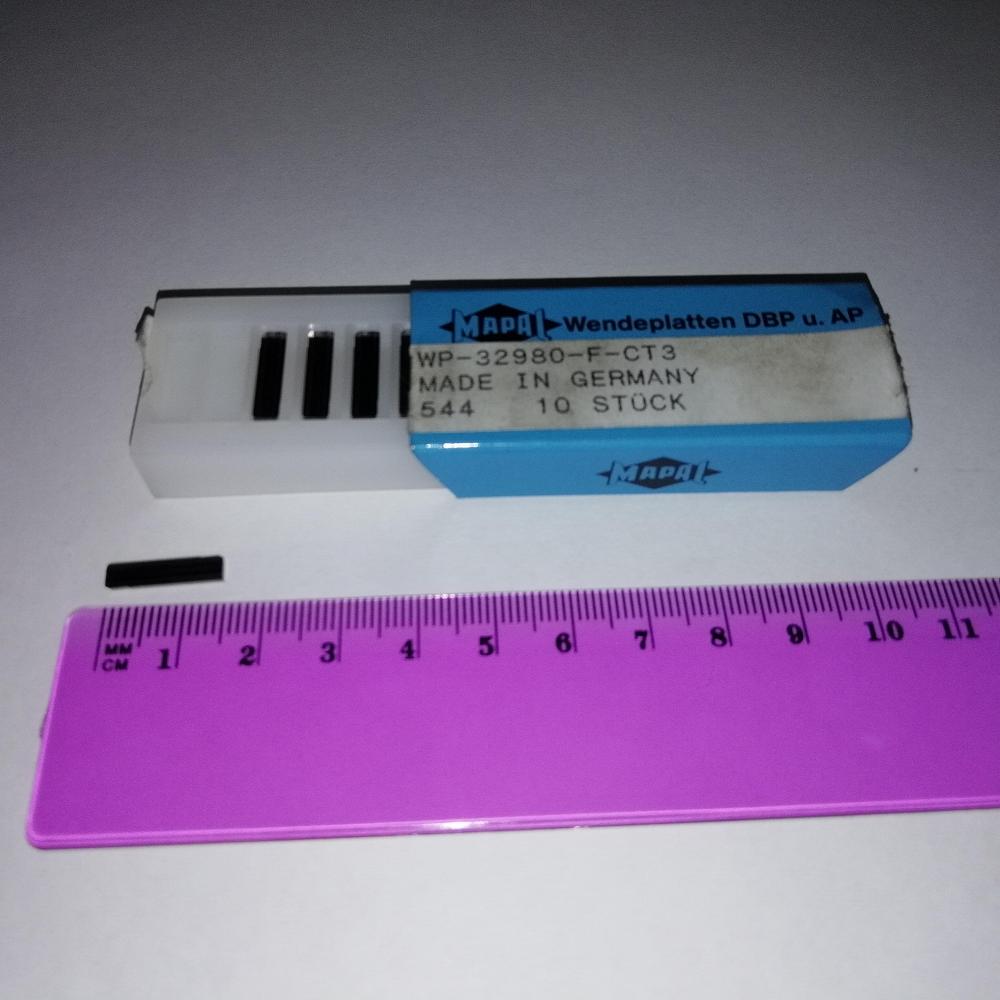 MAPAL Wendeplatten DBP u. AP
WP-32980-F-CT3
MADE IN GERMANY
544 10 STÜCK
MAPAL
MM
CM
1 2 3 4 5 6 7 8 9 10 11